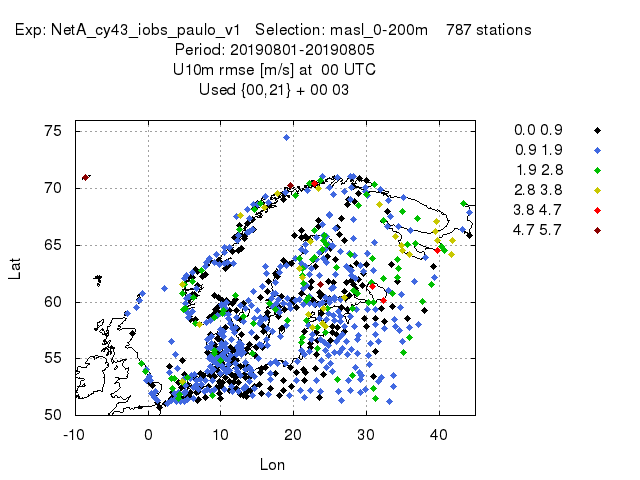 Exp: NetA_cy43_iobs_paulo_v1 Selection: masl_0-200m 787 stations
Period: 20190801-20190805
U10m rmse [m/s] at 00 UTC
Used {00,21} + 00 03
75
70
65
60
55
50
Lat
-10 0 10 20 30 40
Lon
0.0 0.9
0.9 1.9
1.9 2.8
2.8 3.8
3.8 4.7
4.7 5.7